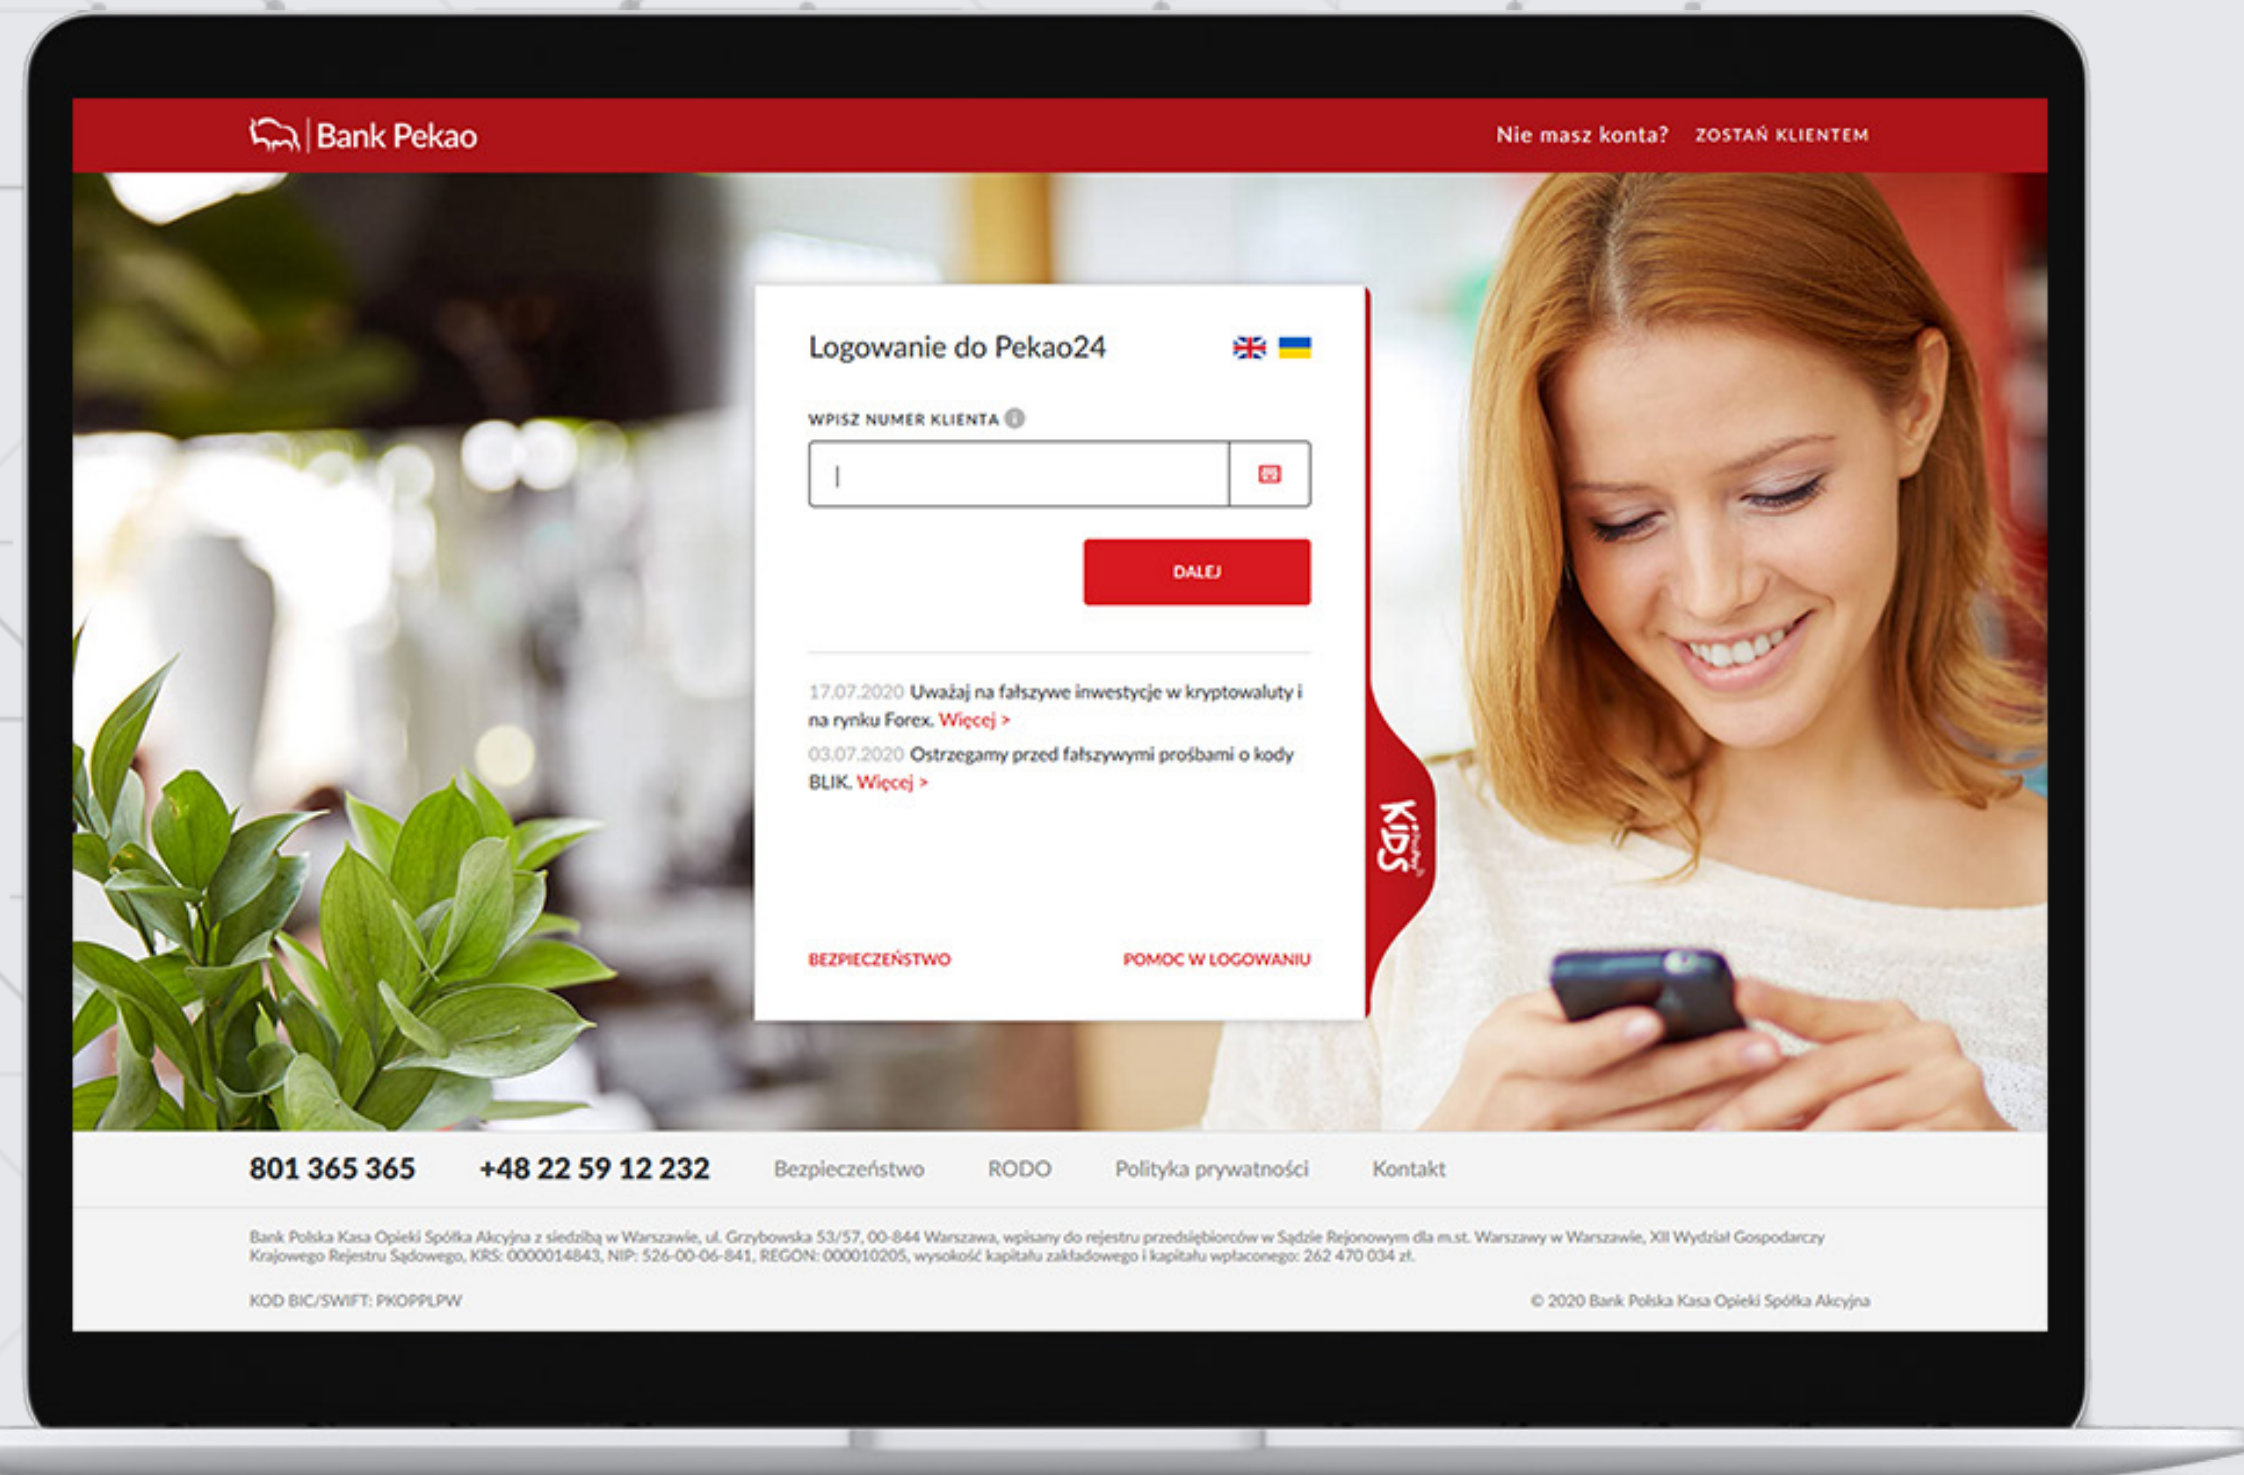 Bank Pekao
Nie masz konta? ZOSTAŃ KLIENTEM
Logowanie do Pekao24
WPISZ NUMER KLIENTA
DALEJ
17.07.2020 Uważaj na fałszywe inwestycje w kryptowaluty i
na rynku Forex. Więcej >
03.07.2020 Ostrzegamy przed fałszywymi prośbami o kody
BLIK. Więcej >
KiDS
BEZPIECZEŃSTWO
POMOC W LOGOWANIU
801 365 365
+48 22 59 12 232
Bezpieczeństwo
RODO
Polityka prywatności
Kontakt
Bank Polska Kasa Opieki Spółka Akcyjna z siedzibą w Warszawie, ul. Grzybowska 53/57, 00-844 Warszawa, wpisany do rejestru przedsiębiorców w Sądzie Rejonowym dla m.st. Warszawy w Warszawie, XII Wydział Gospodarczy
Krajowego Rejestru Sądowego, KRS: 0000014843, NIP: 526-00-06-841, REGON: 000010205, wysokość kapitału zakładowego i kapitału wpłaconego: 262 470 034 zł.
KOD BIC/SWIFT: PKOPPLPW
© 2020 Bank Polska Kasa Opieki Spółka Akcyjna